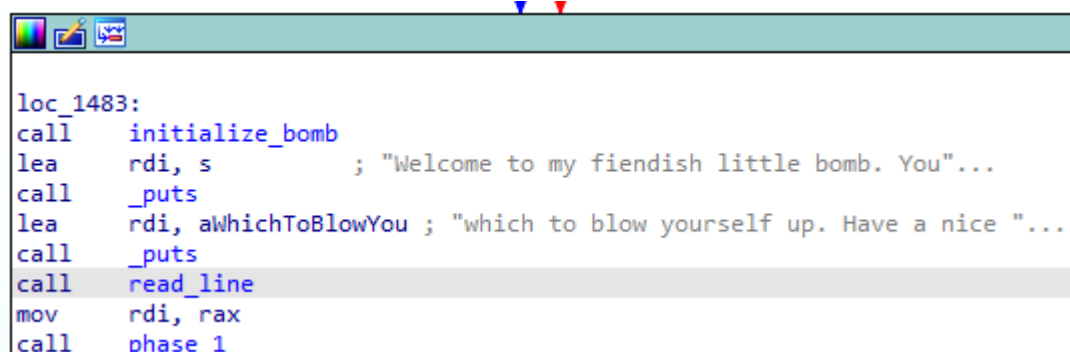 loc_1483:
call initialize_bomb
lea rdi, s ; "Welcome to my fiendish little bomb. You"...
call _puts
lea rdi, aWhichToBlowYou ; "which to blow yourself up. Have a nice "...
call _puts
call read_line
mov rdi, rax
call phase_1